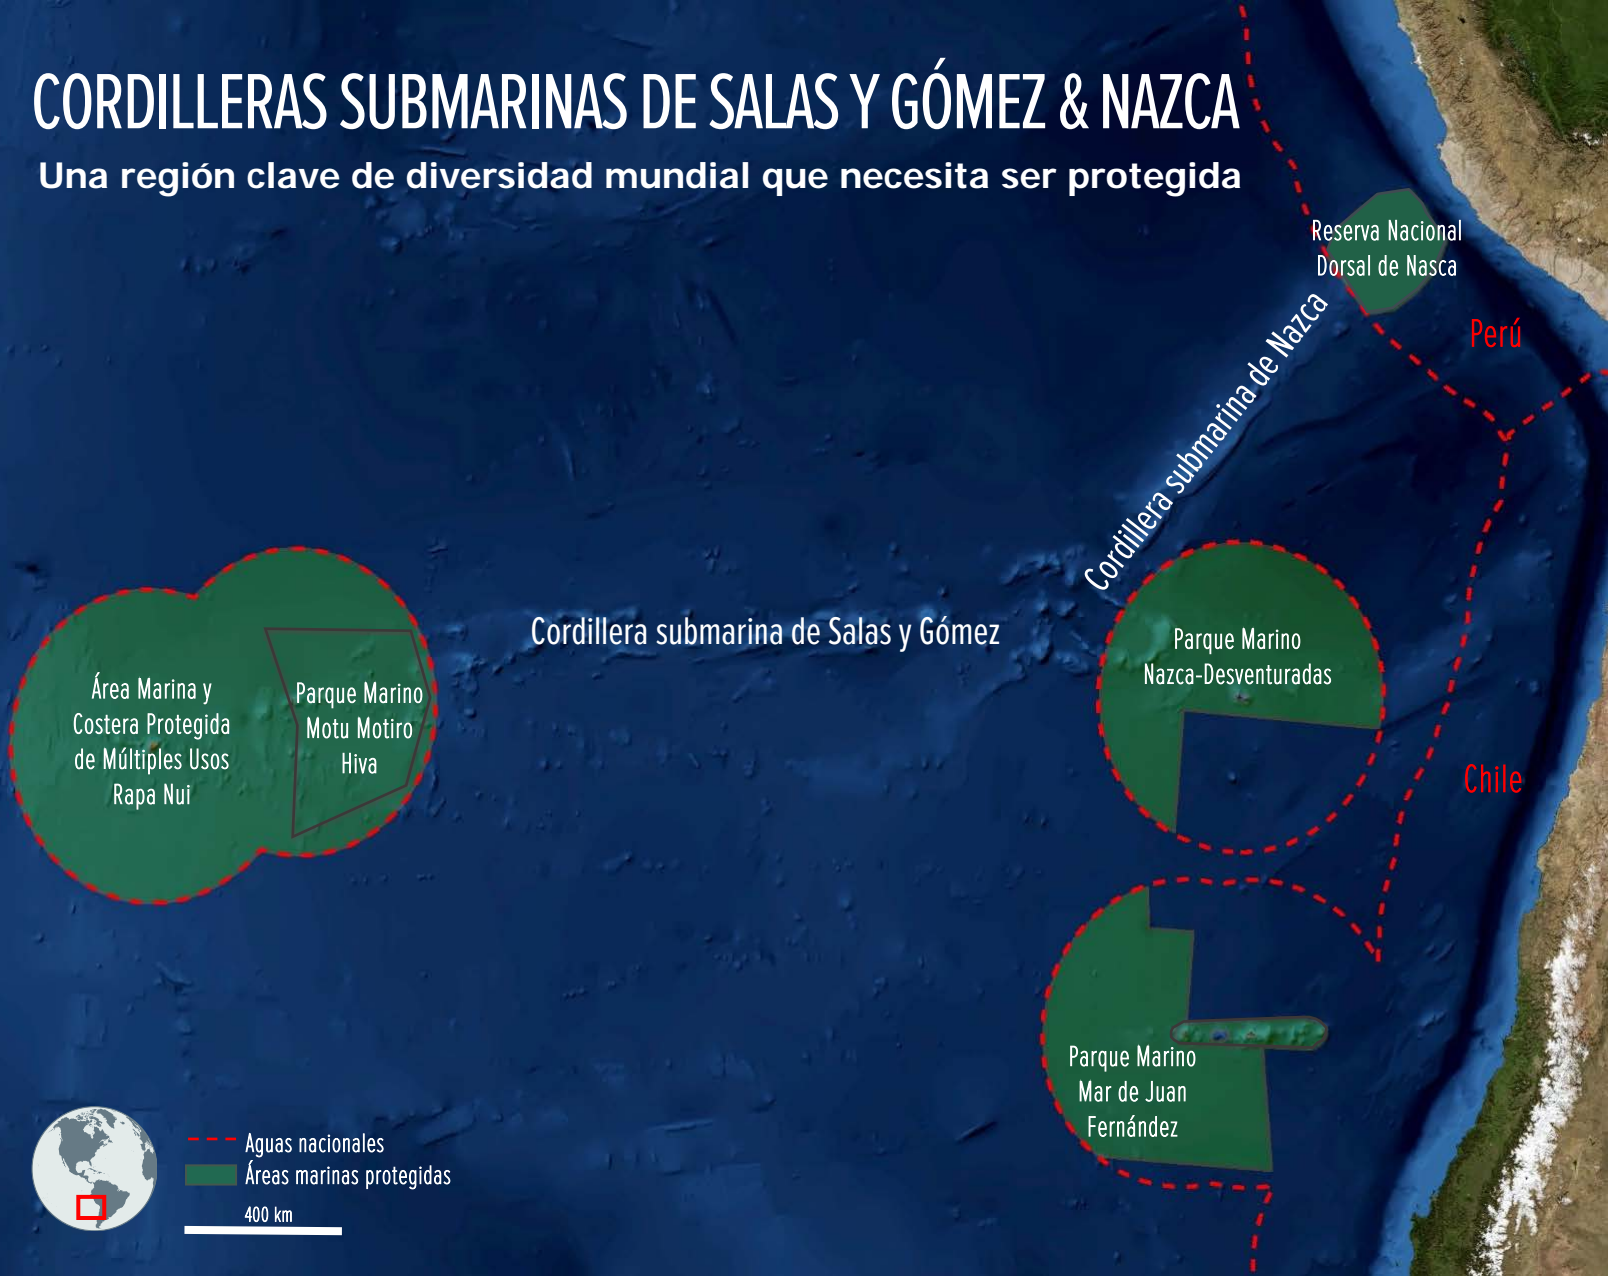 CORDILLERAS SUBMARINAS DE SALAS Y GÓMEZ & NAZCA
Una región clave de diversidad mundial que necesita ser protegida
Reserva Nacional
Dorsal de Nasca
Perú
Cordillera submarina de Nazca
Cordillera submarina de Salas y Gómez
Parque Marino
Nazca-Desventuradas
Área Marina y
Costera Protegida
de Múltiples Usos
Rapa Nui
Parque Marino
Motu Motiro
Hiva
Chile
Parque Marino
Mar de Juan
Fernández
Aguas nacionales
Áreas marinas protegidas
400 km